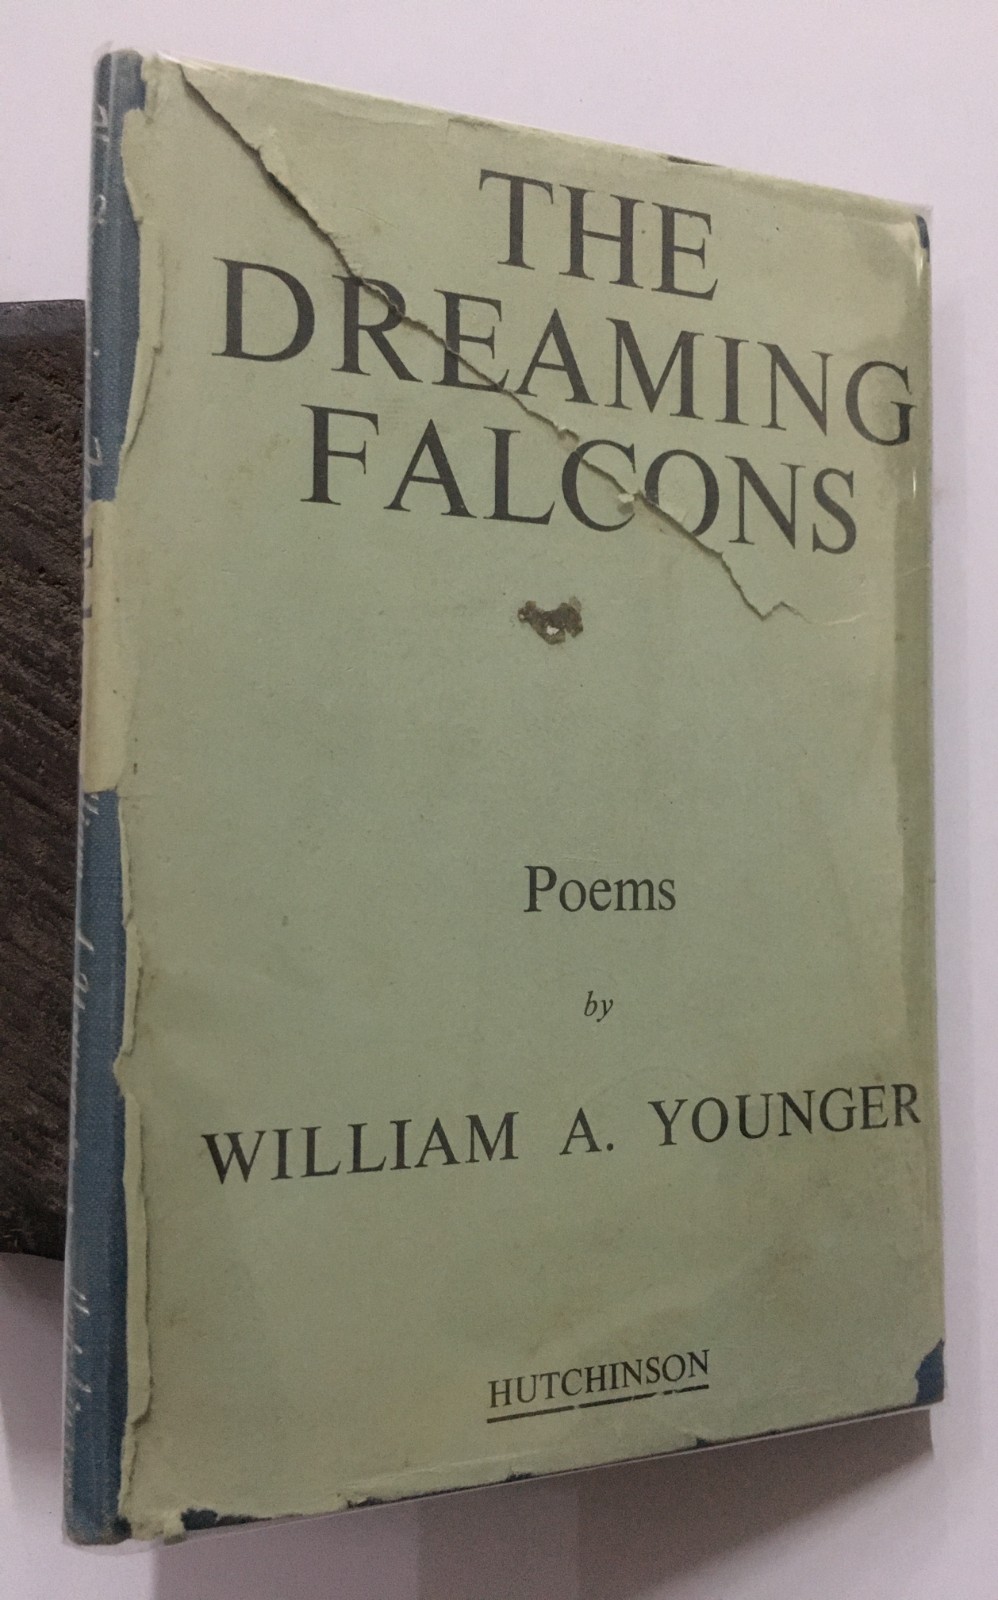 THE
DREAMING
FALCONS
Poems
by
WILLIAM A. YOUNGER
HUTCHINSON